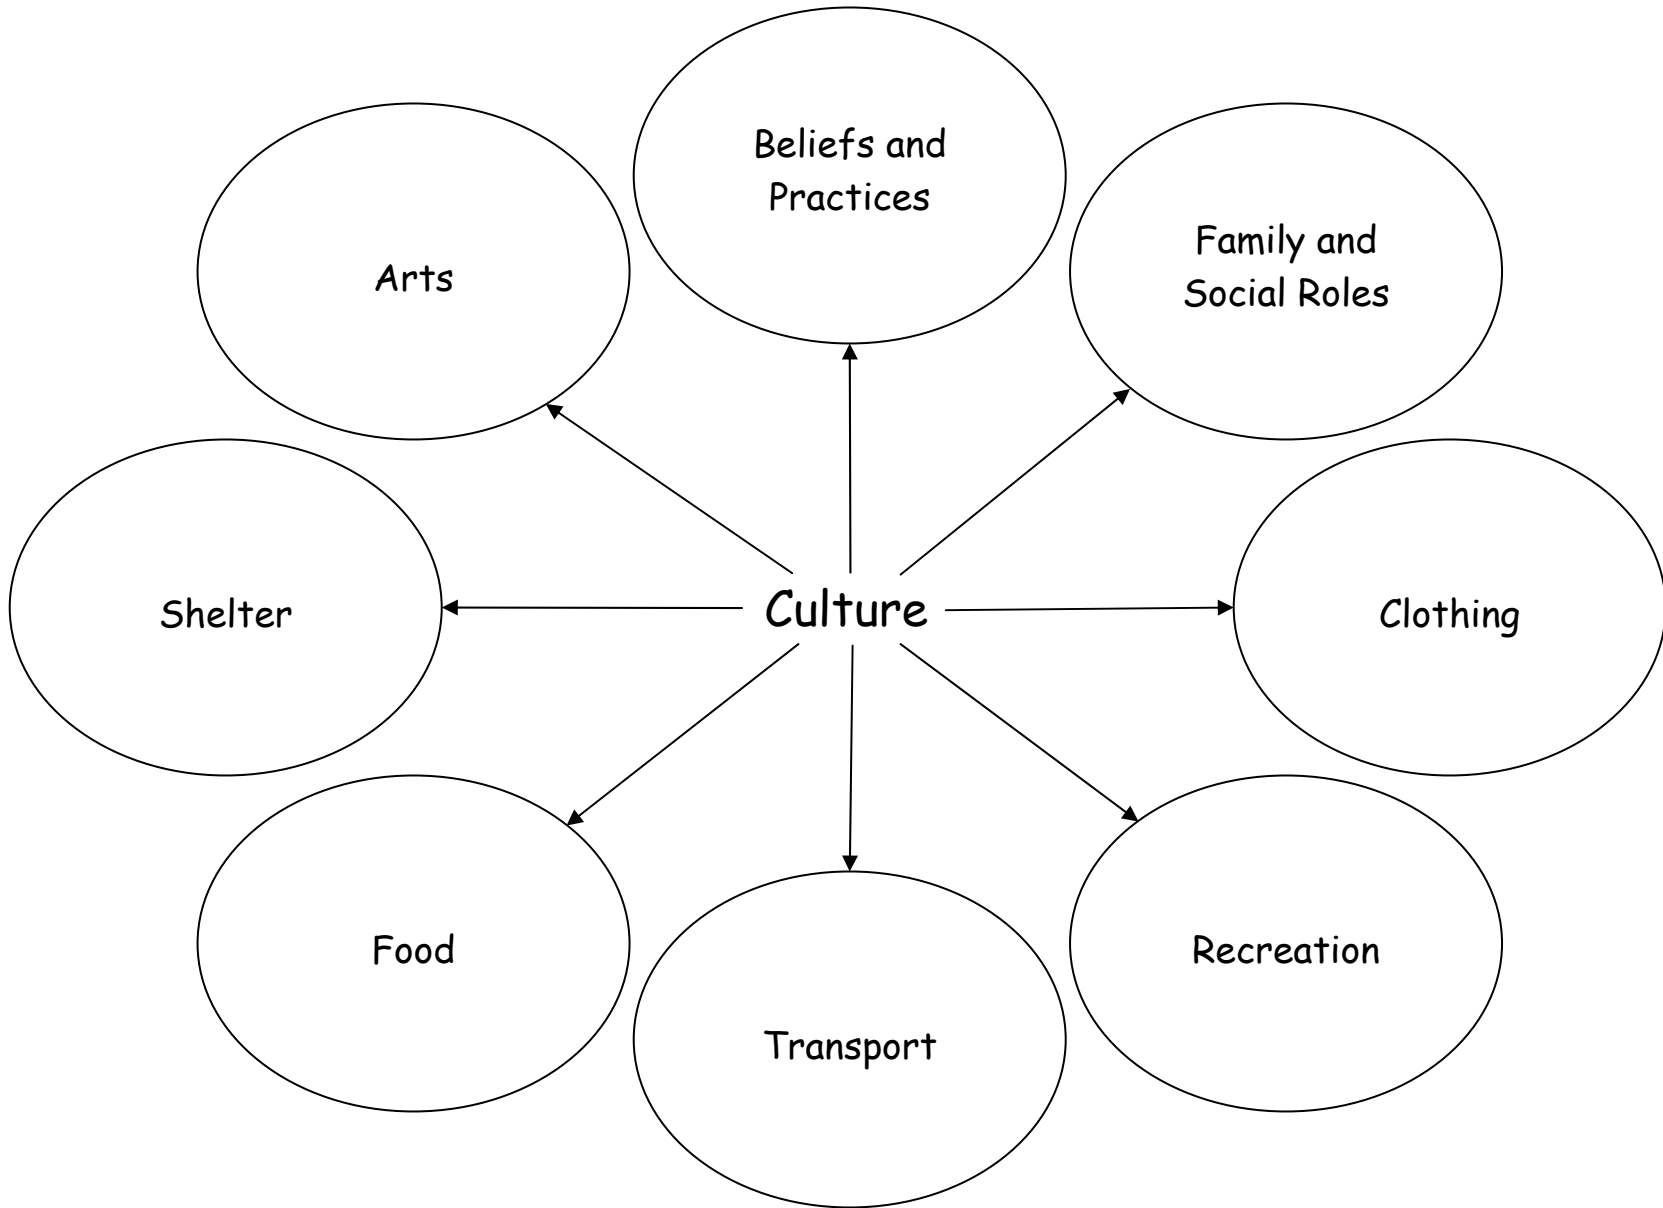 Beliefs and
Practices
Arts
Family and
Social Roles
Shelter
Culture
Clothing
Food
Recreation
Transport